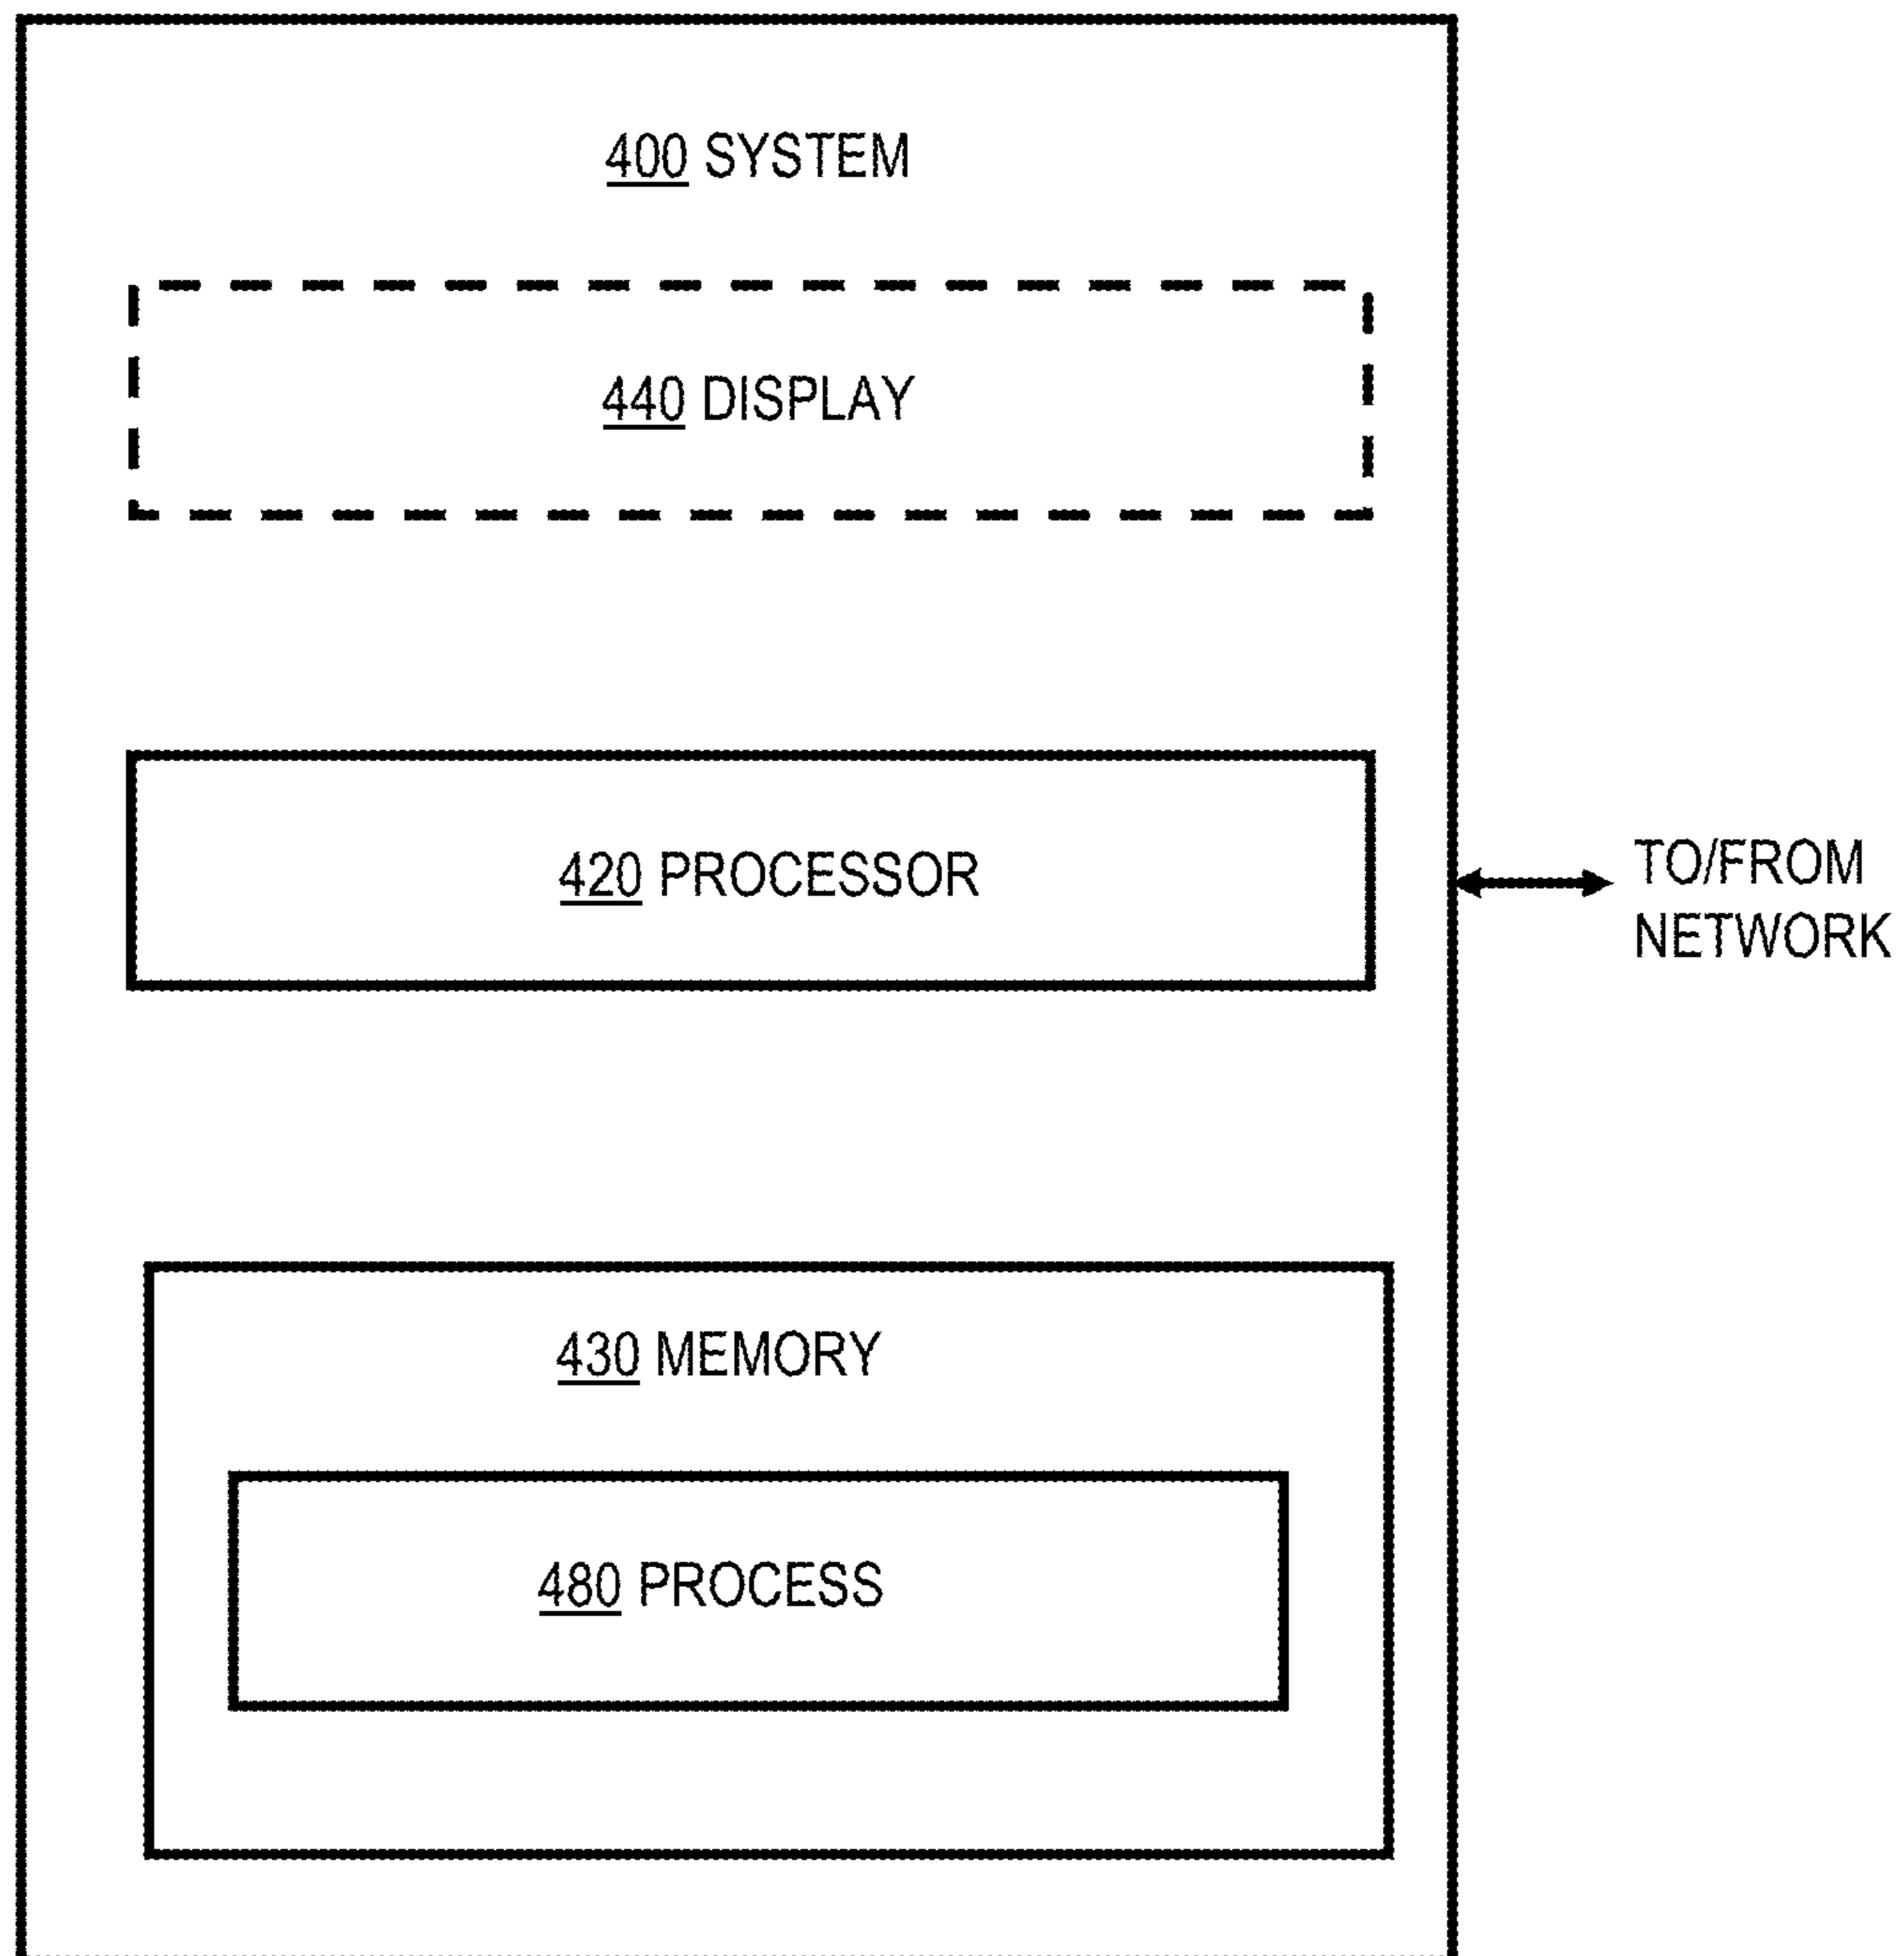 400 SYSTEM
440 DISPLAY
420 PROCESSOR
TO/FROM
NETWORK
430 MEMORY
480 PROCESS